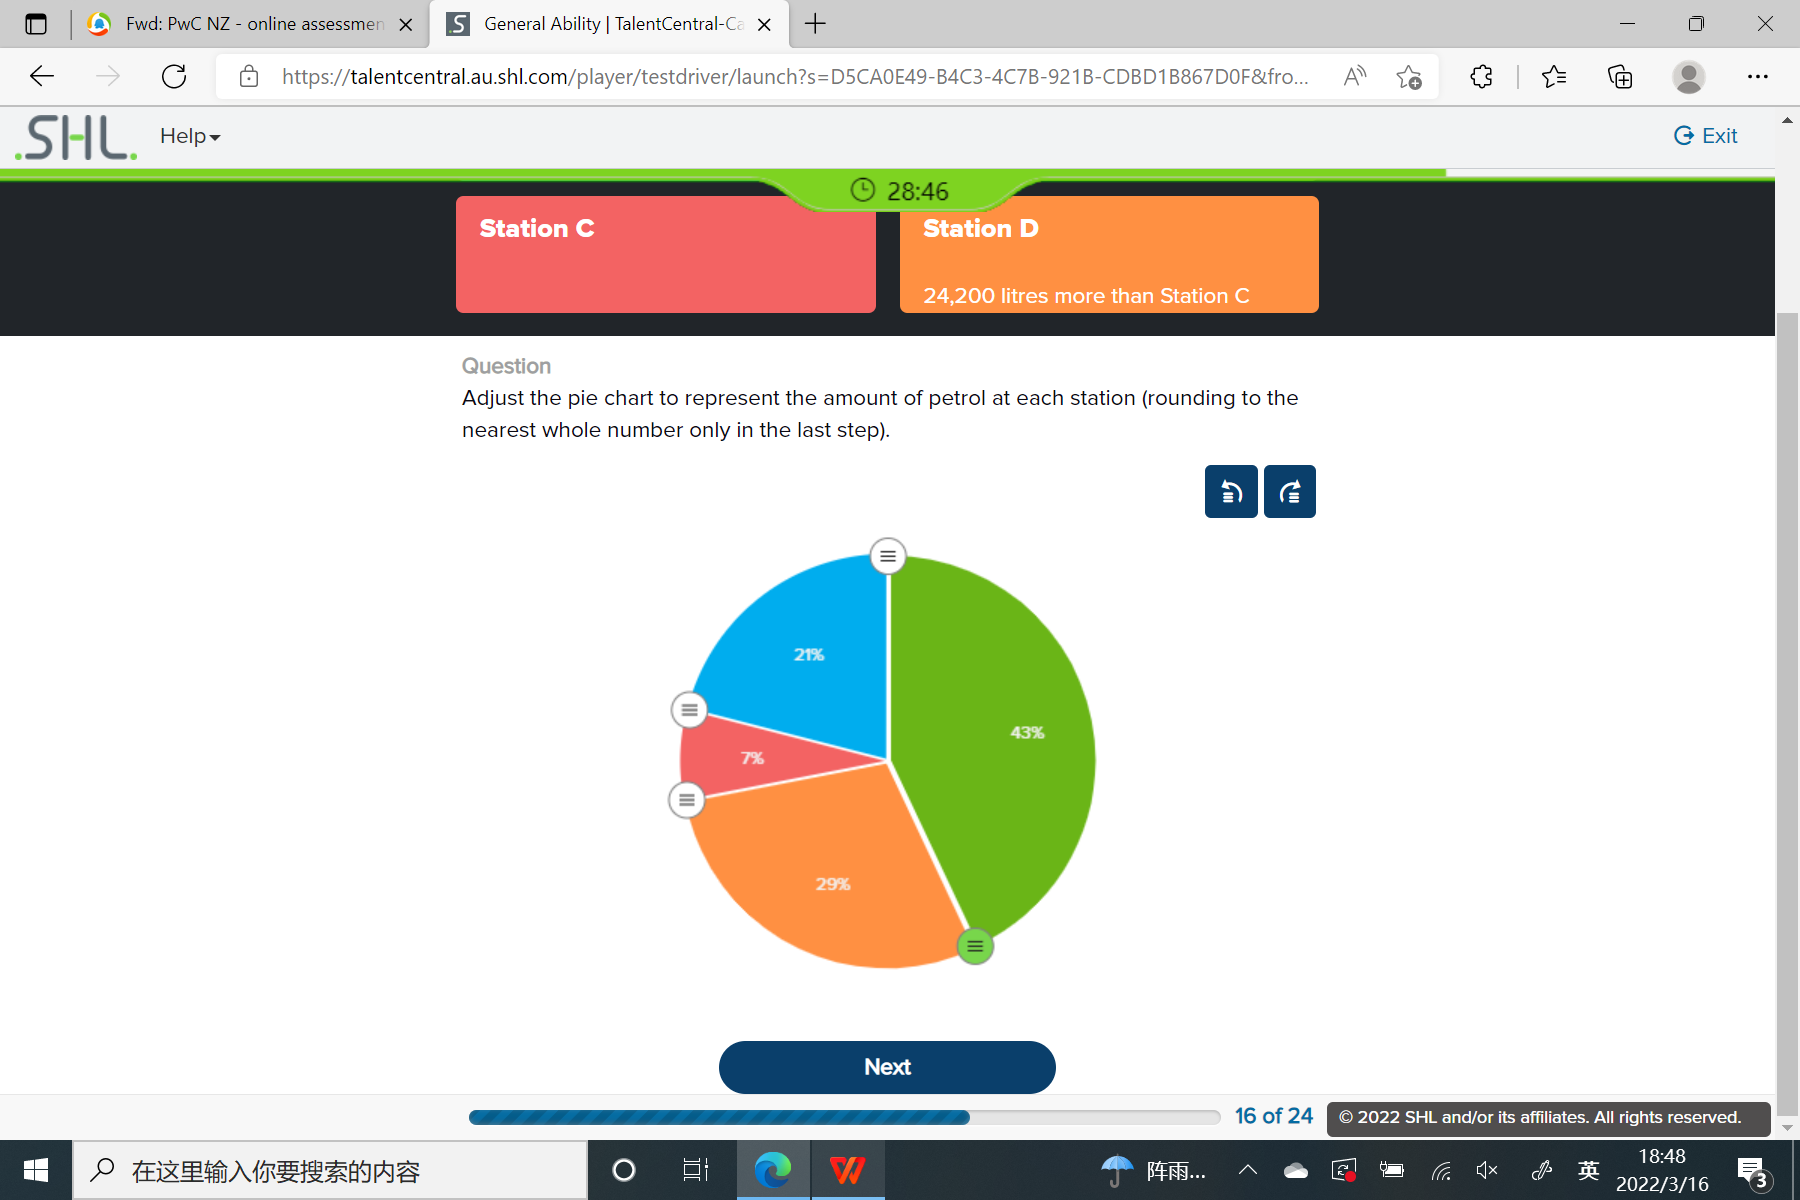 Fwd: PwC NZ - online assessmen
General Ability | TalentCentral-Ca
https://talentcentral.au.shl.com/player/testdriver/launch?s=D5CA0E49-B4C3-4C7B-921B-CDBD1B867D0F&fro...
SHL
Help
Exit
28:46
Station C
Station D
24,200 litres more than Station C
Question
Adjust the pie chart to represent the amount of petrol at each station (rounding to the
nearest whole number only in the last step).
21%
43%
7%
29%
Next
16 of 24
© 2022 SHL and/or its affiliates. All rights reserved.
在这里输入你要搜索的内容
阵雨...
英
18:48
2022/3/16
3